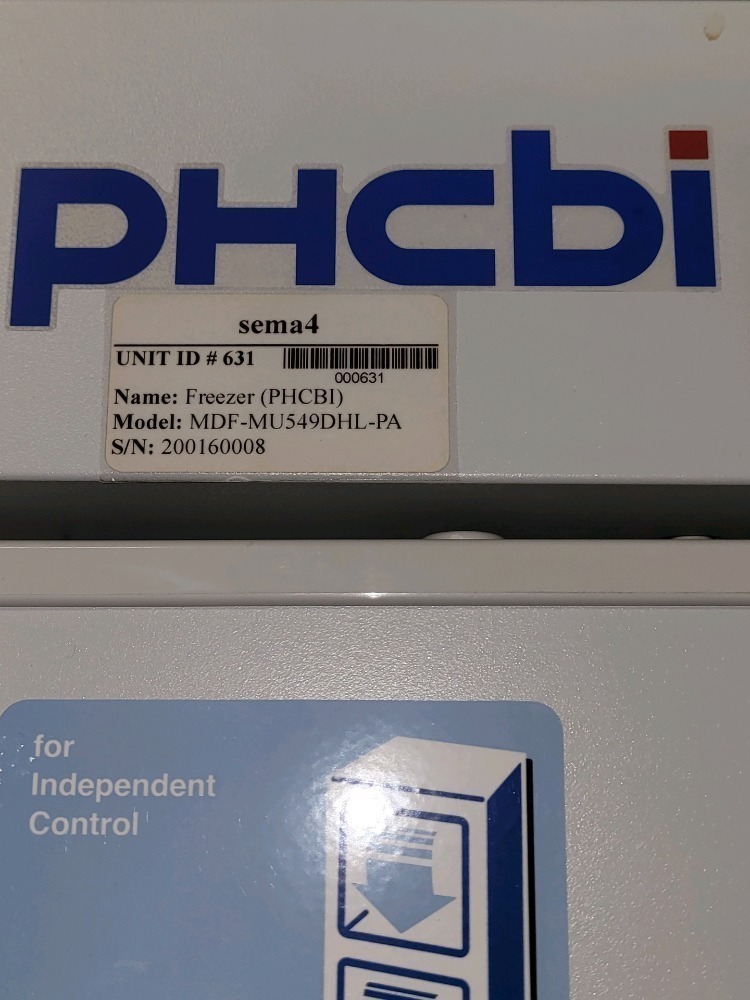 PHCbi
sema4
UNIT ID # 631
000631
Name: Freezer (PHCBI)
Model: MDF-MU549DHL-PA
S/N: 200160008
for
Independent
Control